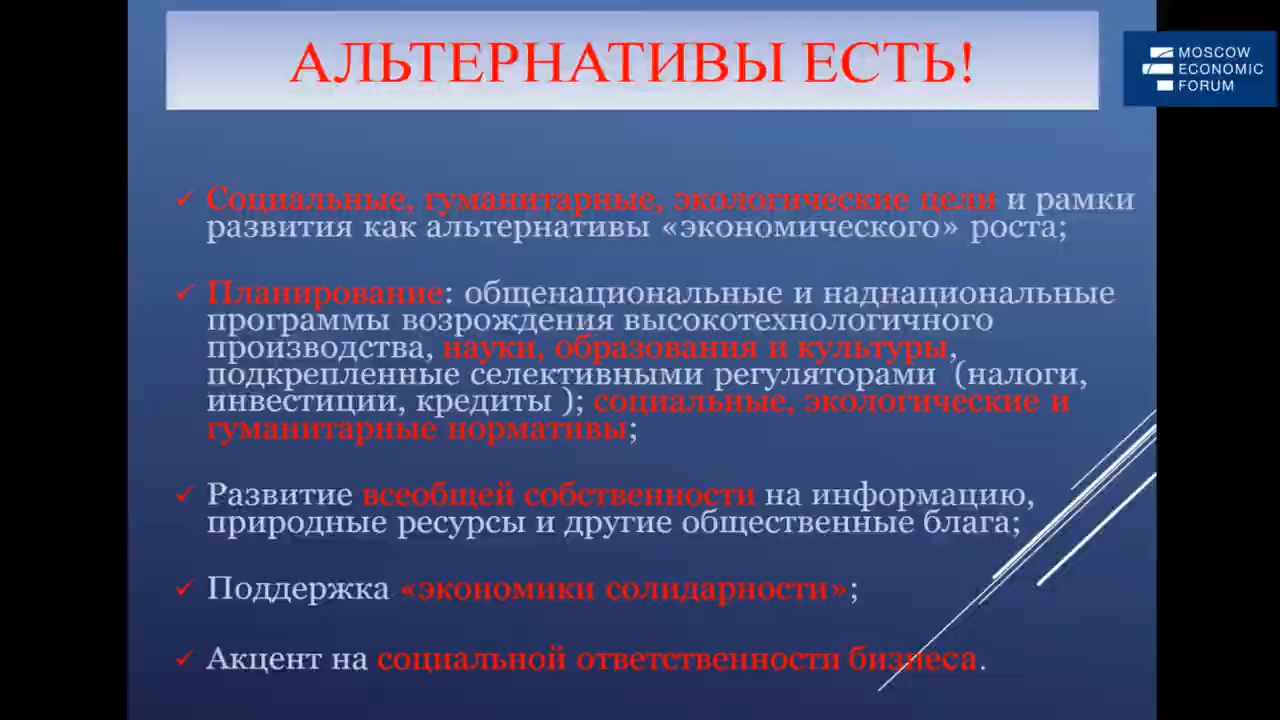 АЛЬТЕРНАТИВЫ ЕСТЬ!
MOSCOW
ECONOMIC
FORUM
Социальные, гуманитарные, экологические цели и рамки
развития как альтернативы «экономического» роста;
Планирование: общенациональные и наднациональные
программы возрождения высокотехнологичного
производства, науки, образования и культуры,
подкрепленные селективными регуляторами (налоги,
инвестиции, кредиты ); социальные, экологические и
гуманитарные нормативы;
Развитие всеобщей собственности на информацию,
природные ресурсы и другие общественные блага;
Поддержка «экономики солидарности»;
Акцент на социальной ответственности бизнеса.